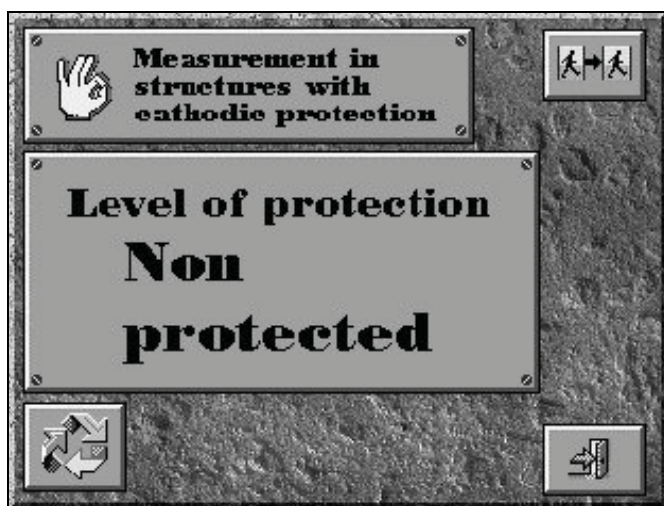 Measurement in
structures with
cathodic protection
Level of protection
Non
protected